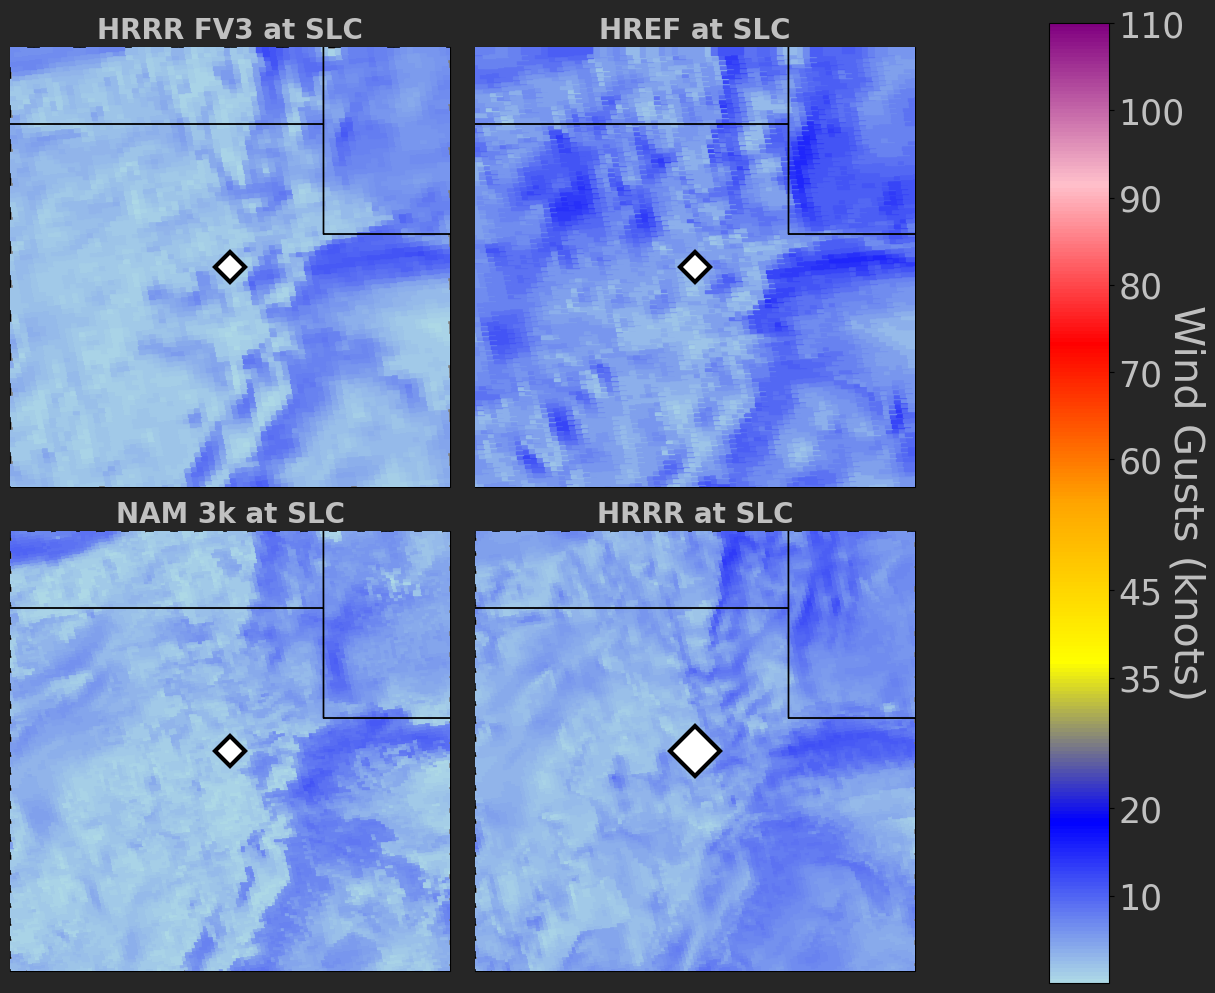 HRRR FV3 at SLC
HREF at SLC
NAM 3k at SLC
HRRR at SLC
110
100
90
80
70
60
45
35
20
10
Wind Gusts (knots)